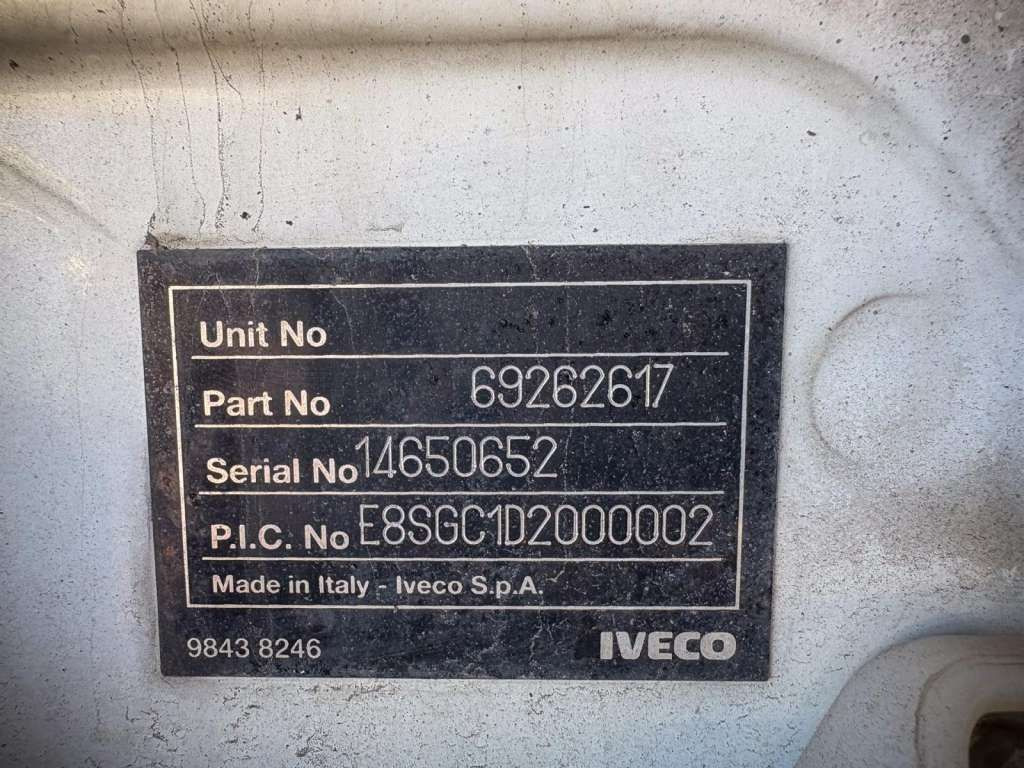 Unit No
Part No 69262617
Serial No 14650652
P.I.C. No E8SGC1D2000002
Made in Italy - Iveco S.p.A.
9843 8246 IVECO